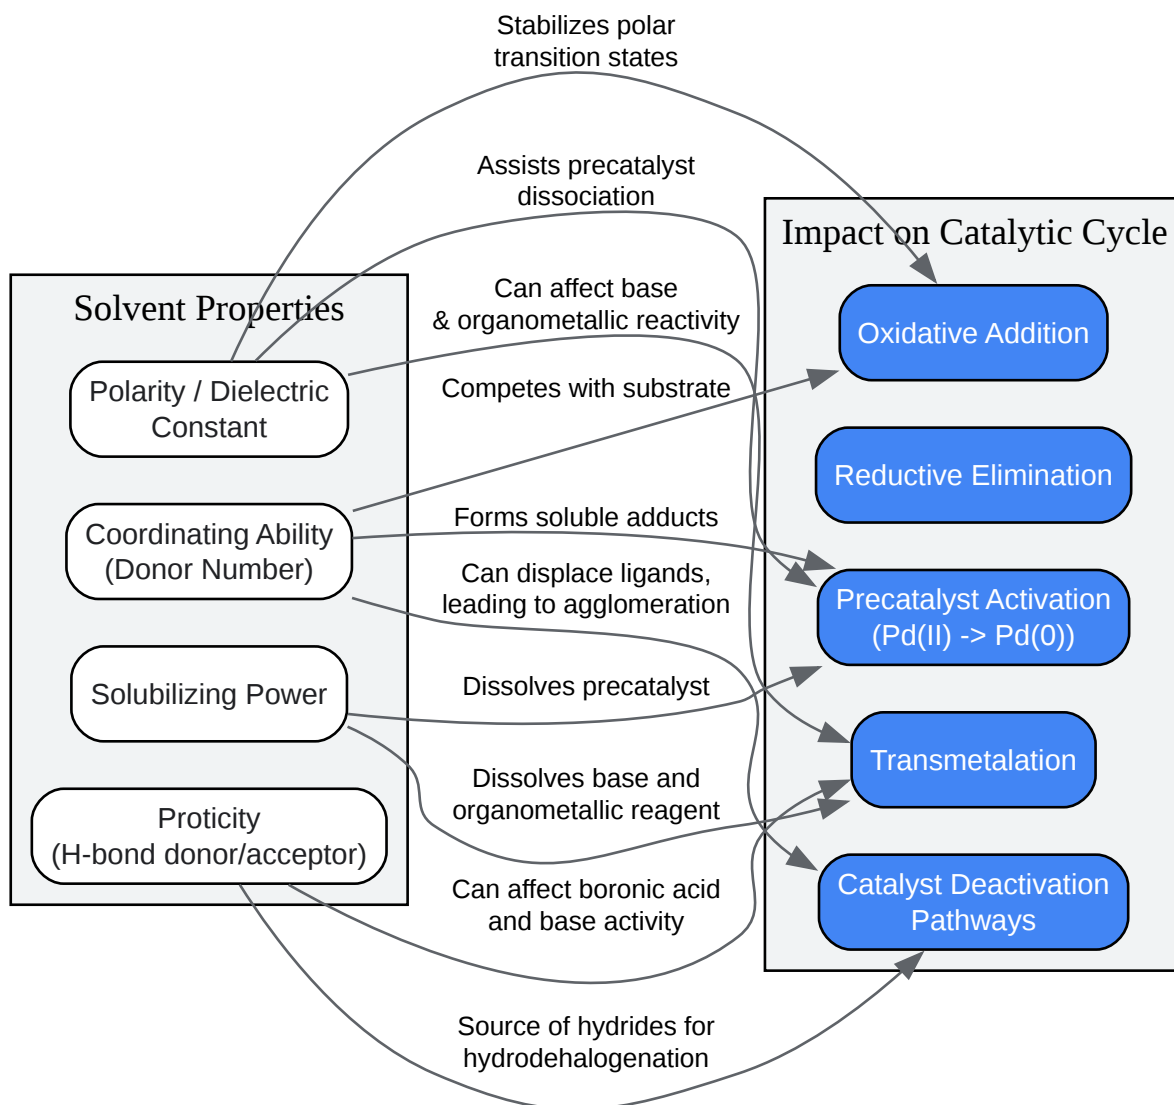 Stabilizes polar
transition states
Assists precatalyst
dissociation
Impact on Catalytic Cycle
Solvent Properties
Can affect base
& organometallic reactivity
Oxidative Addition
Polarity / Dielectric
Constant
Competes with substrate
Reductive Elimination
Coordinating Ability
(Donor Number)
Forms soluble adducts
Can displace ligands,
leading to agglomeration
Precatalyst Activation
(Pd(II) -> Pd(0))
Solubilizing Power
Dissolves precatalyst
Transmetalation
Dissolves base and
organometallic reagent
Proticity
(H-bond donor/acceptor)
Can affect boronic acid
and base activity
Catalyst Deactivation
Pathways
Source of hydrides for
hydrodehalogenation